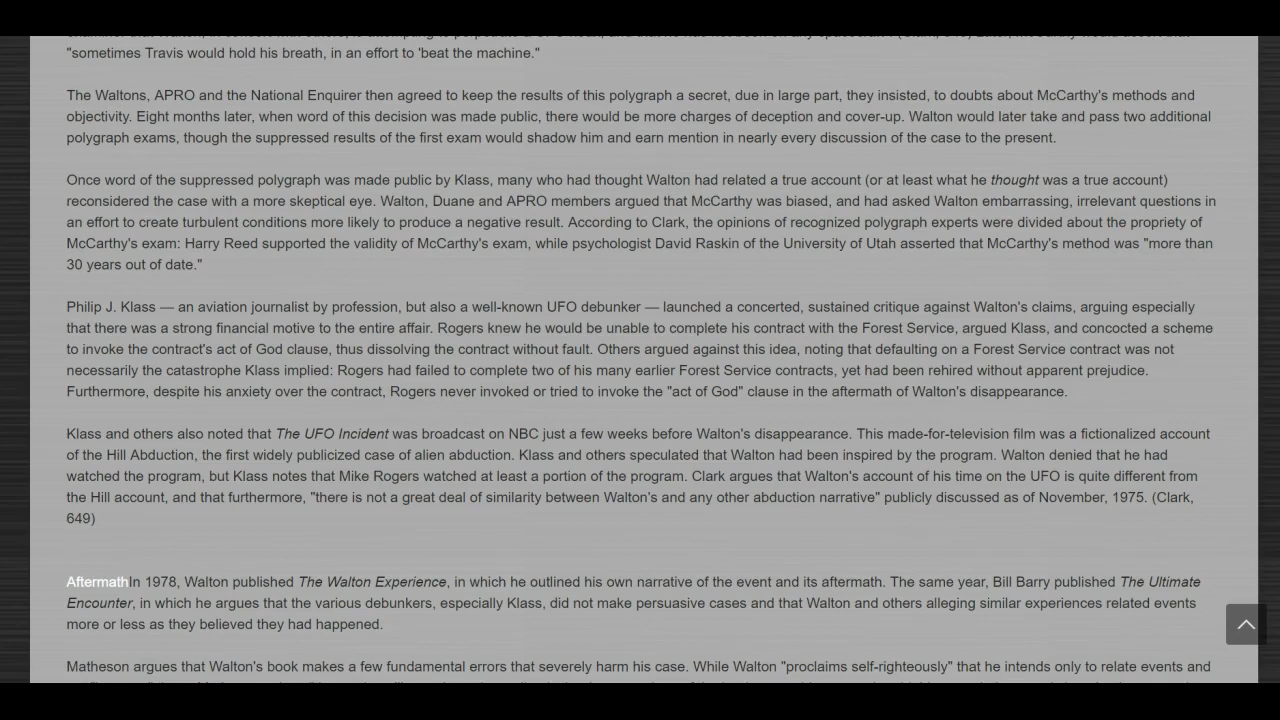 "sometimes Travis would hold his breath, in an effort to 'beat the machine."
The Waltons, APRO and the National Enquirer then agreed to keep the results of this polygraph a secret, due in large part, they insisted, to doubts about McCarthy's methods and
objectivity. Eight months later, when word of this decision was made public, there would be more charges of deception and cover-up. Walton would later take and pass two additional
polygraph exams, though the suppressed results of the first exam would shadow him and earn mention in nearly every discussion of the case to the present.
Once word of the suppressed polygraph was made public by Klass, many who had thought Walton had related a true account (or at least what he thought was a true account)
reconsidered the case with a more skeptical eye. Walton, Duane and APRO members argued that McCarthy was biased, and had asked Walton embarrassing, irrelevant questions in
an effort to create turbulent conditions more likely to produce a negative result. According to Clark, the opinions of recognized polygraph experts were divided about the propriety of
McCarthy's exam: Harry Reed supported the validity of McCarthy's exam, while psychologist David Raskin of the University of Utah asserted that McCarthy's method was "more than
30 years out of date."
Philip J. Klass — an aviation journalist by profession, but also a well-known UFO debunker — launched a concerted, sustained critique against Walton's claims, arguing especially
that there was a strong financial motive to the entire affair. Rogers knew he would be unable to complete his contract with the Forest Service, argued Klass, and concocted a scheme
to invoke the contract's act of God clause, thus dissolving the contract without fault. Others argued against this idea, noting that defaulting on a Forest Service contract was not
necessarily the catastrophe Klass implied: Rogers had failed to complete two of his many earlier Forest Service contracts, yet had been rehired without apparent prejudice.
Furthermore, despite his anxiety over the contract, Rogers never invoked or tried to invoke the "act of God" clause in the aftermath of Walton's disappearance.
Klass and others also noted that The UFO Incident was broadcast on NBC just a few weeks before Walton's disappearance. This made-for-television film was a fictionalized account
of the Hill Abduction, the first widely publicized case of alien abduction. Klass and others speculated that Walton had been inspired by the program. Walton denied that he had
watched the program, but Klass notes that Mike Rogers watched at least a portion of the program. Clark argues that Walton's account of his time on the UFO is quite different from
the Hill account, and that furthermore, "there is not a great deal of similarity between Walton's and any other abduction narrative" publicly discussed as of November, 1975. (Clark,
649)
AftermathIn 1978, Walton published The Walton Experience, in which he outlined his own narrative of the event and its aftermath. The same year, Bill Barry published The Ultimate
Encounter, in which he argues that the various debunkers, especially Klass, did not make persuasive cases and that Walton and others alleging similar experiences related events
more or less as they believed they had happened.
Matheson argues that Walton's book makes a few fundamental errors that severely harm his case. While Walton "proclaims self-righteously" that he intends only to relate events and